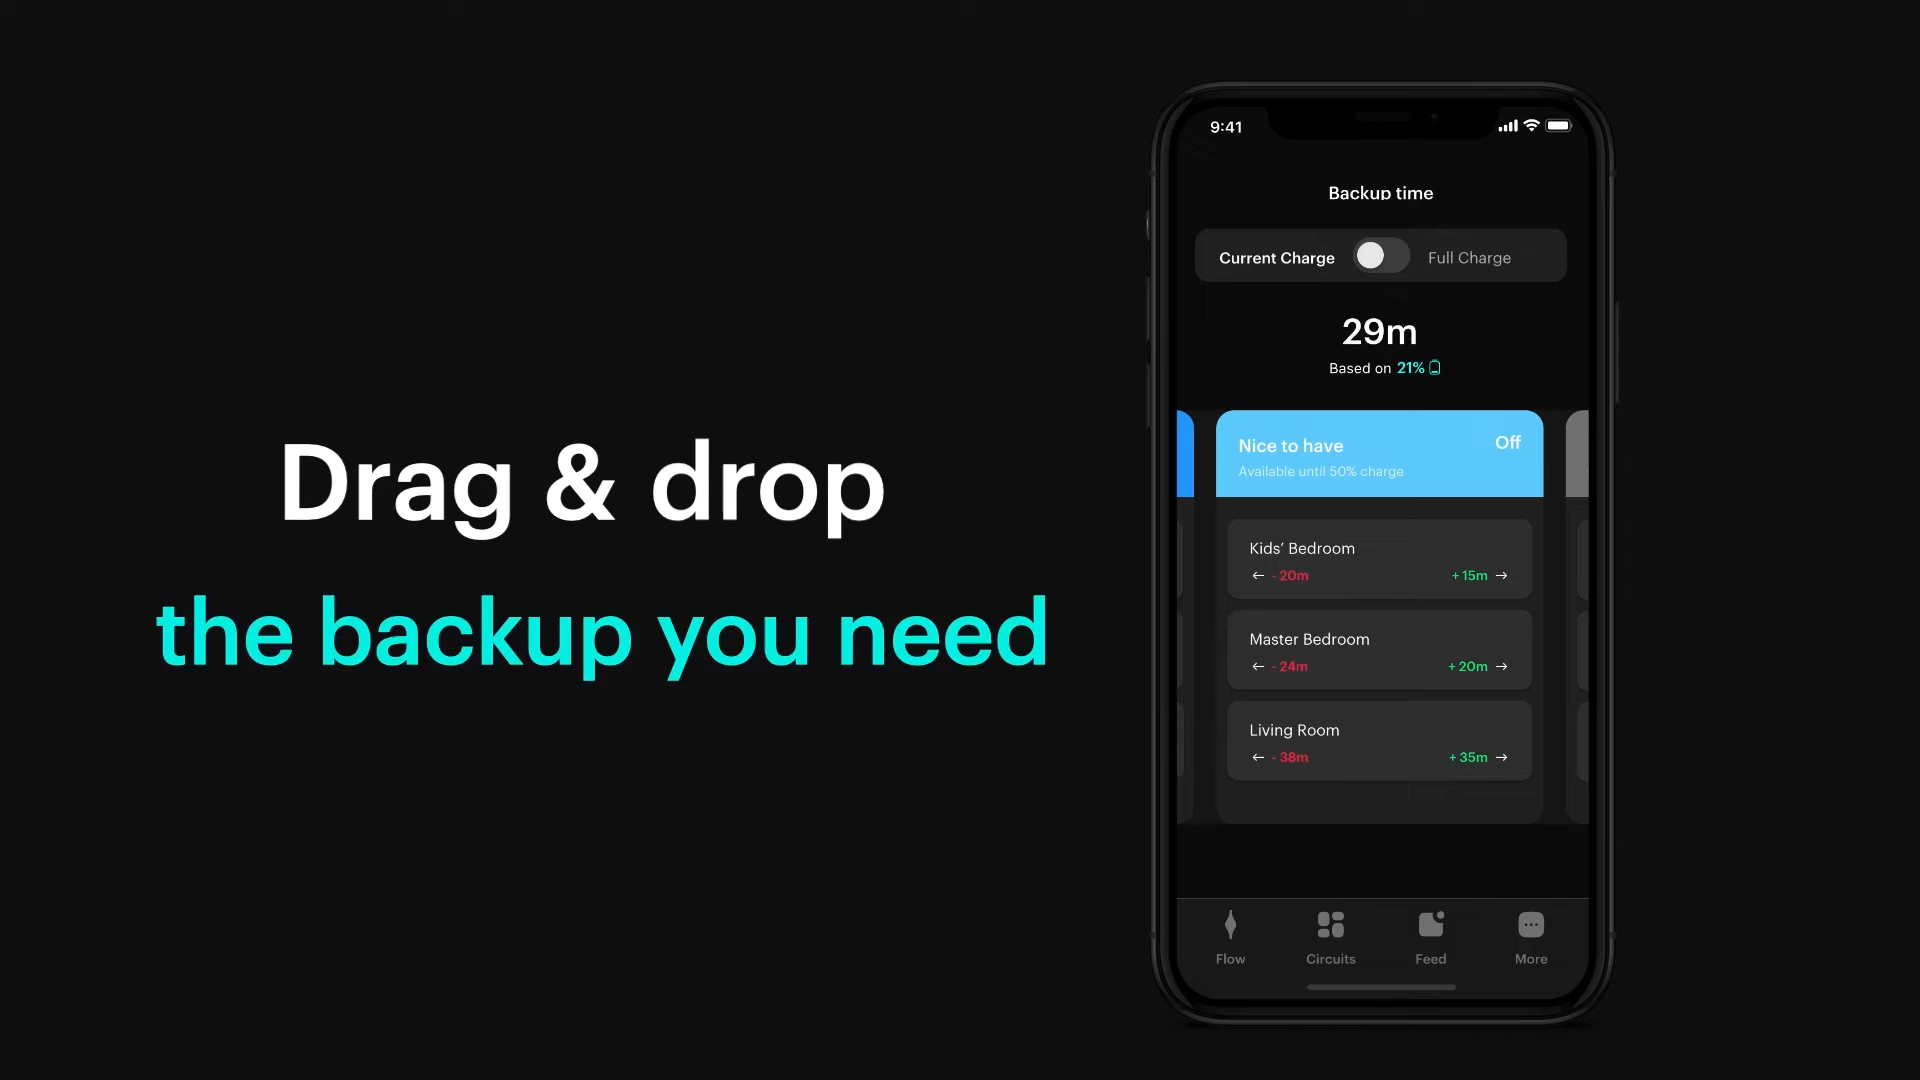 Drag & drop
the backup you need
9:41
Backup time
Current Charge Full Charge
29m
Based on 21%
Nice to have Off
Available until 50% charge
Kids’ Bedroom
← - 20m + 15m →
Master Bedroom
← - 24m + 20m →
Living Room
← - 38m + 35m →
Flow Circuits Feed More